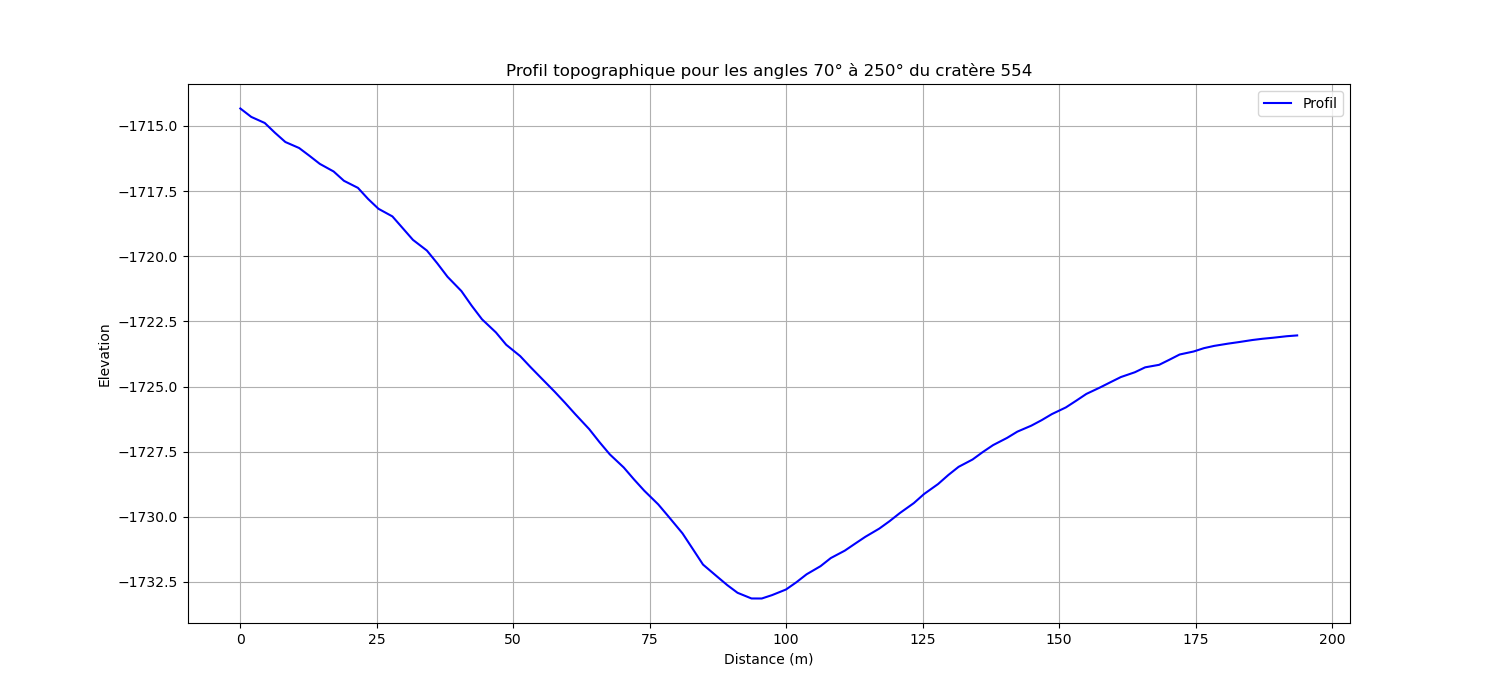 Profil topographique pour les angles 70° à 250° du cratère 554
Profil
−1715.0
−1717.5
−1720.0
−1722.5
−1725.0
−1727.5
−1730.0
−1732.5
Elevation
0 25 50 75 100 125 150 175 200
Distance (m)